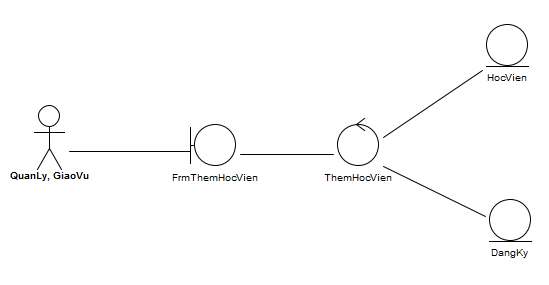 HocVien
QuanLy, GiaoVu
FrmThemHocVien
ThemHocVien
DangKy